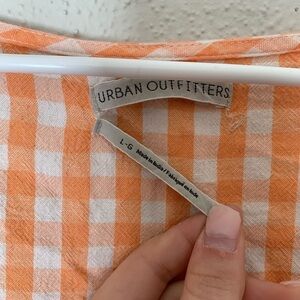 URBAN OUTFITTERS
L-G Made in India / Fabriqué en Inde